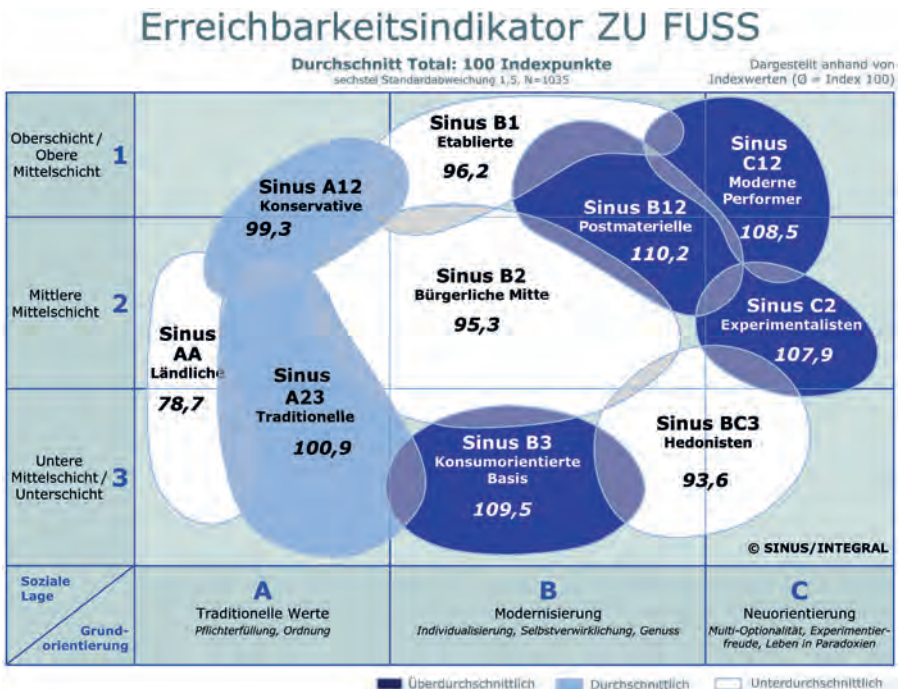 Erreichbarkeitsindikator ZU FUSS
Durchschnitt Total: 100 Indexpunkte
sechstel Standardabweichung 1,5, N=1035
Dargestellt anhand von
Indexwerten (G = Index 100)
Oberschicht /
Obere
Mittelschicht
1
Mittlere
Mittelschicht
2
Untere
Mittelschicht /
Unterschicht
3
Sinus B1
Etablierte
96,2
Sinus A12
Konservative
99,3
Sinus
C12
Moderne
Performer
108,5
Sinus B12
Postmaterielle
110,2
Sinus B2
Bürgerliche Mitte
95,3
Sinus C2
Experimentalisten
107,9
Sinus
AA
Ländliche
78,7
Sinus
A23
Traditionelle
100,9
Sinus B3
Konsumorientierte
Basis
109,5
Sinus BC3
Hedonisten
93,6
© SINUS/INTEGRAL
Soziale
Lage
Grund-
orientierung
A
Traditionelle Werte
Pflichterfüllung, Ordnung
B
Modernisierung
Individualisierung, Selbstverwirklichung, Genuss
C
Neuorientierung
Multi-Optionalität, Experimentier-
freude, Leben in Paradoxien
Überdurchschnittlich
Durchschnittlich
Unterdurchschnittlich